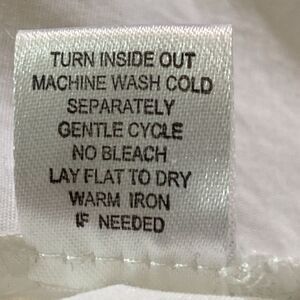 TURN INSIDE OUT
MACHINE WASH COLD
SEPARATELY
GENTLE CYCLE
NO BLEACH
LAY FLAT TO DRY
WARM IRON
IF NEEDED